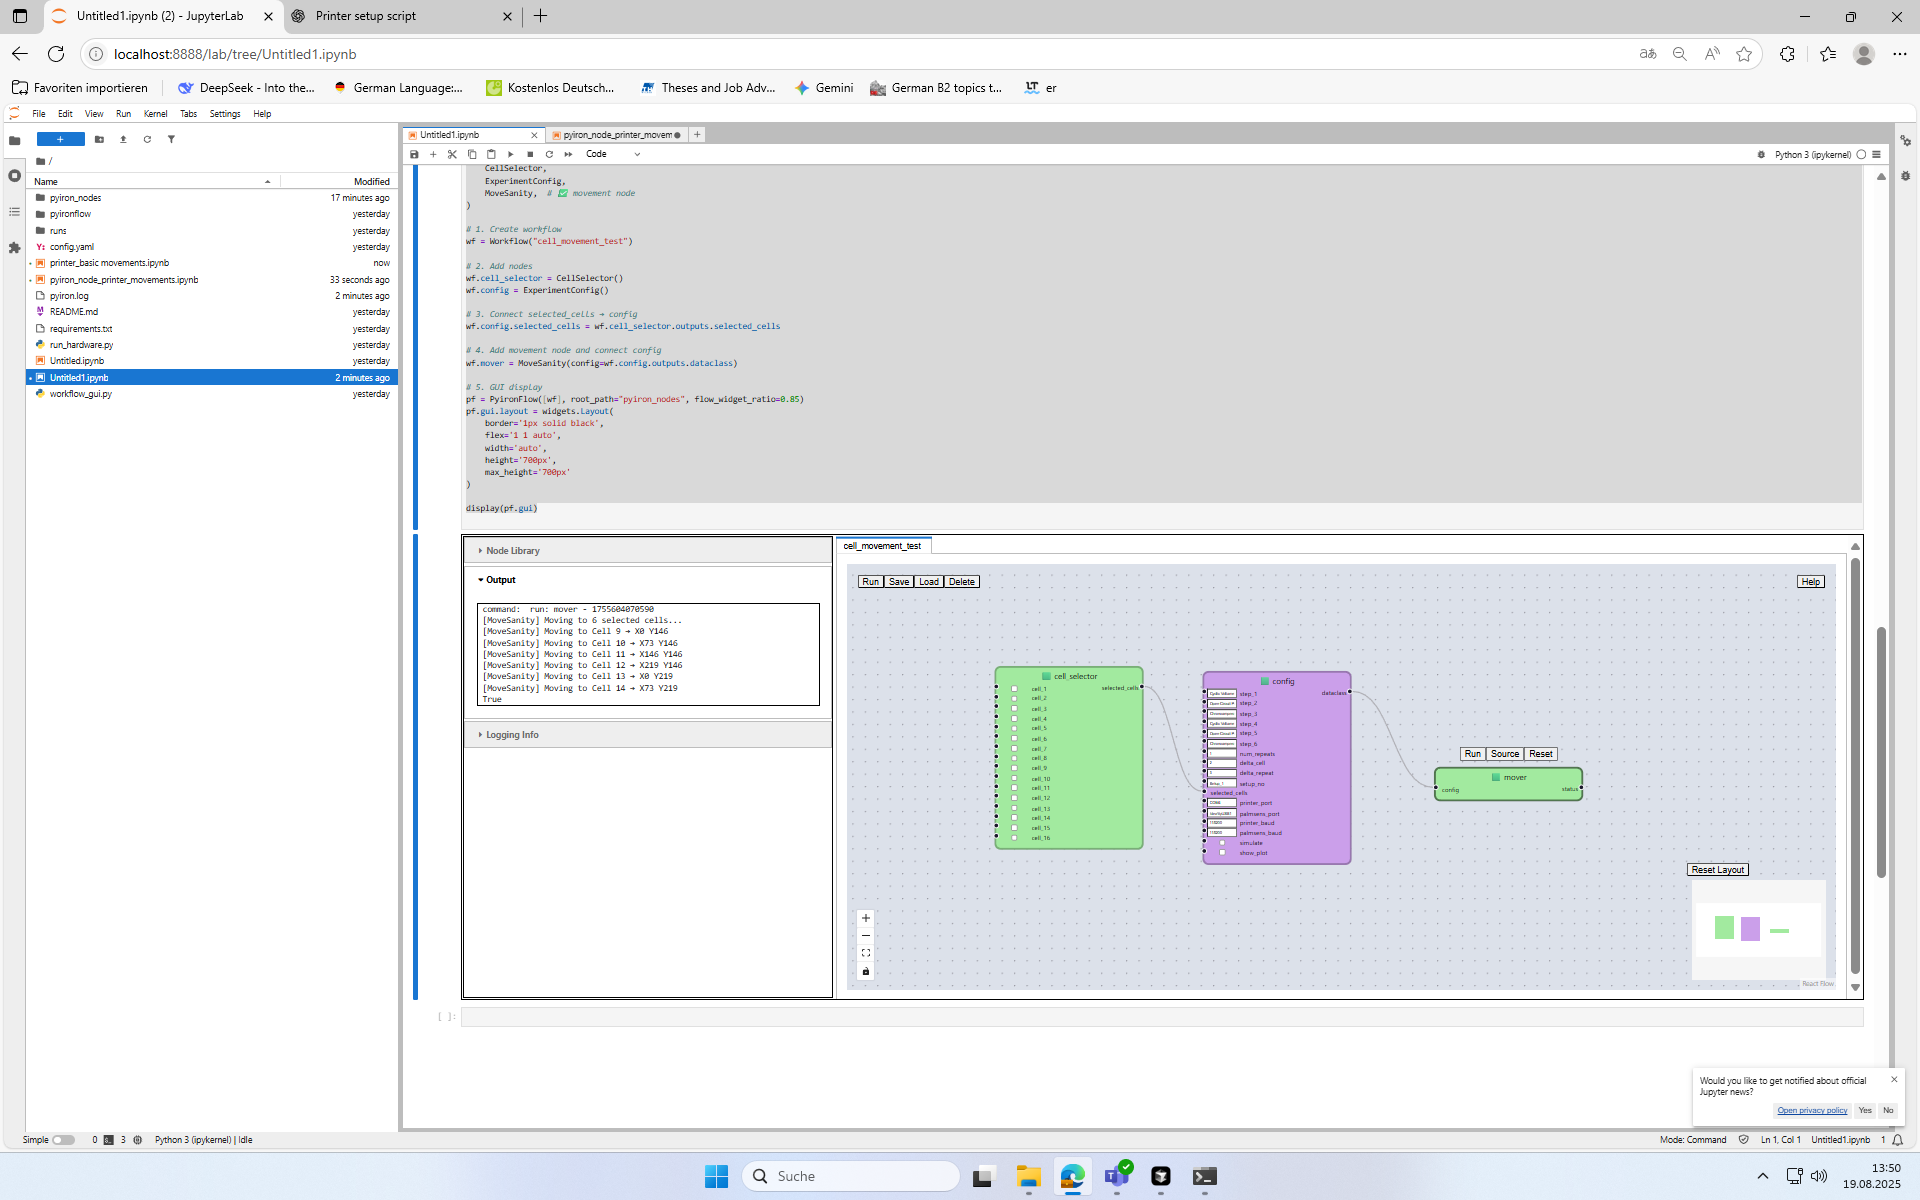 Untitled1.ipynb (2) - JupyterLab
Printer setup script
localhost:8888/lab/tree/Untitled1.ipynb
Favoriten importieren
DeepSeek - Into the...
German Language:...
Kostenlos Deutsch...
Theses and Job Adv...
Gemini
German B2 topics t...
er
File Edit View Run Kernel Tabs Settings Help
/
Name Modified
pyiron_nodes 17 minutes ago
pyironflow yesterday
runs yesterday
config.yaml yesterday
printer_basic movements.ipynb now
pyiron_node_printer_movements.ipynb 33 seconds ago
pyiron.log 2 minutes ago
README.md yesterday
requirements.txt yesterday
run_hardware.py yesterday
Untitled.ipynb yesterday
Untitled1.ipynb 2 minutes ago
workflow_gui.py yesterday
Untitled1.ipynb
pyiron_node_printer_movem
Code
Python 3 (ipykernel)
CellSelector,
ExperimentConfig,
MoveSanity,  # ✅ movement node
)
# 1. Create workflow
wf = Workflow("cell_movement_test")
# 2. Add nodes
wf.cell_selector = CellSelector()
wf.config = ExperimentConfig()
# 3. Connect selected_cells → config
wf.config.selected_cells = wf.cell_selector.outputs.selected_cells
# 4. Add movement node and connect config
wf.mover = MoveSanity(config=wf.config.outputs.dataclass)
# 5. GUI display
pf = PyironFlow([wf], root_path="pyiron_nodes", flow_widget_ratio=0.85)
pf.gui.layout = widgets.Layout(
border='1px solid black',
flex='1 1 auto',
width='auto',
height='700px',
max_height='700px'
)
display(pf.gui)
Node Library
Output
command:  run: mover - 1755604070590
[MoveSanity] Moving to 6 selected cells...
[MoveSanity] Moving to Cell 9 → X0 Y146
[MoveSanity] Moving to Cell 10 → X73 Y146
[MoveSanity] Moving to Cell 11 → X146 Y146
[MoveSanity] Moving to Cell 12 → X219 Y146
[MoveSanity] Moving to Cell 13 → X0 Y219
[MoveSanity] Moving to Cell 14 → X73 Y219
True
Logging Info
cell_movement_test
Run Save Load Delete
Help
cell_selector
selected_cells
cell_1
cell_2
cell_3
cell_4
cell_5
cell_6
cell_7
cell_8
cell_9
cell_10
cell_11
cell_12
cell_13
cell_14
cell_15
cell_16
config
dataclass
step_1
step_2
step_3
step_4
step_5
step_6
num_repeats
delta_cell
delta_repeat
setup_no
selected_cells
printer_port
palmsens_port
printer_baud
palmsens_baud
simulate
show_plot
Run Source Reset
mover
config status
Reset Layout
React Flow
[ ]:
Would you like to get notified about official
Jupyter news?
Open privacy policy Yes No
Simple 0 3 Python 3 (ipykernel) | Idle
Mode: Command Ln 1, Col 1 Untitled1.ipynb 1
Suche
13:50
19.08.2025